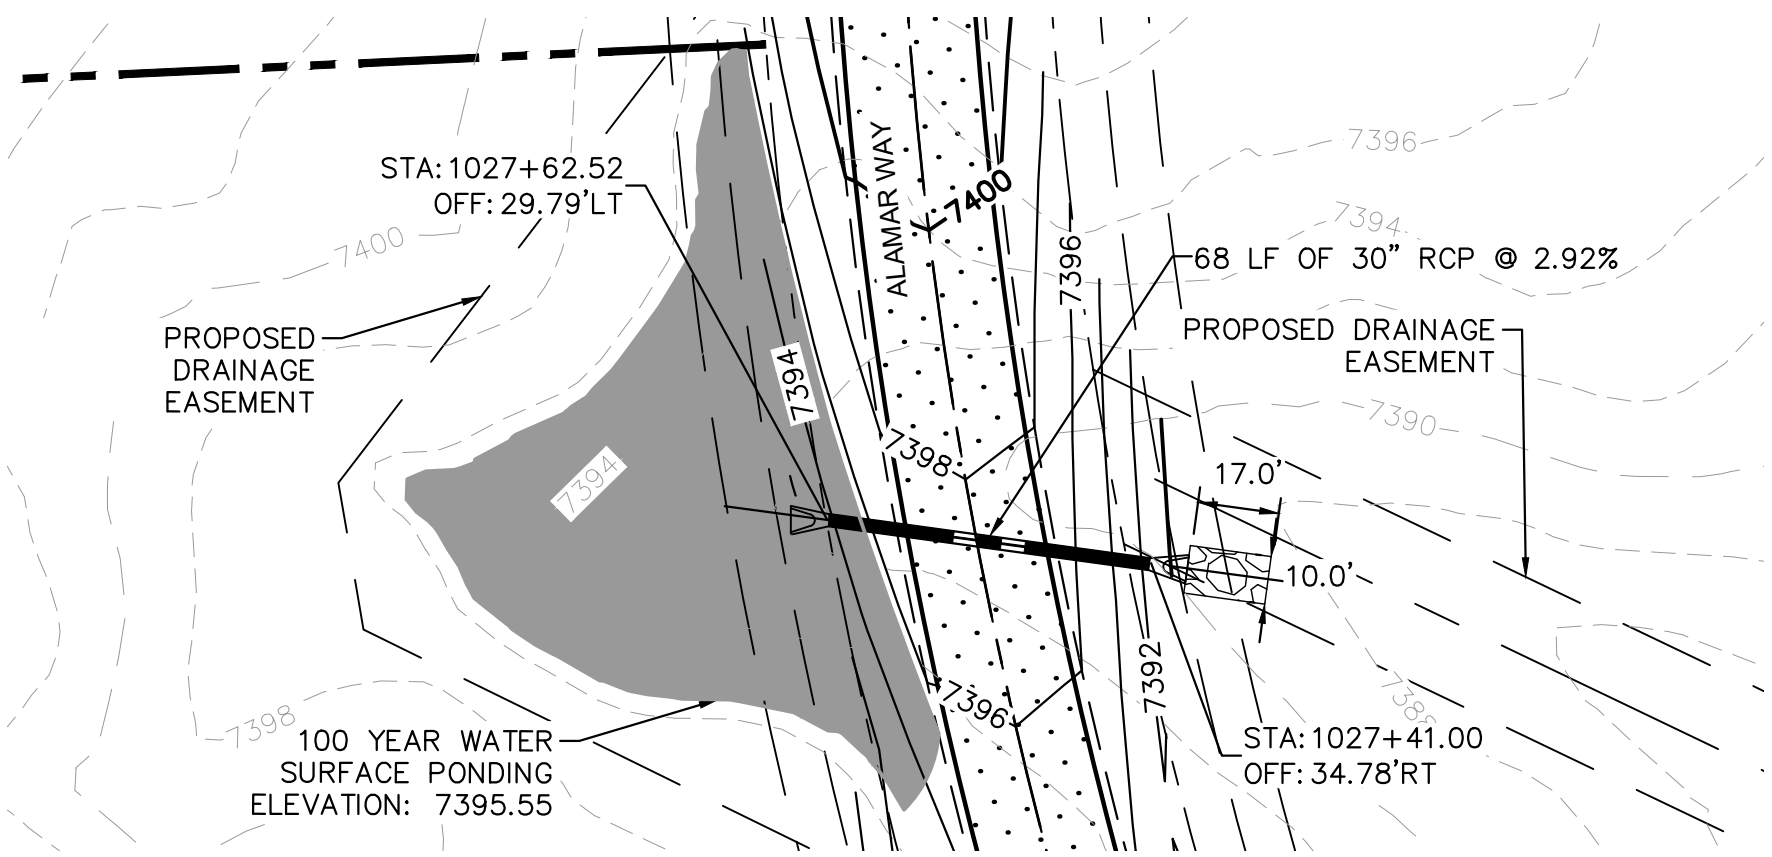 7396
STA: 1027+62.52
OFF: 29.79'LT
ALAMAR WAY
7400
7394
7400
7396
68 LF OF 30" RCP @ 2.92%
PROPOSED
DRAINAGE
EASEMENT
PROPOSED DRAINAGE
EASEMENT
7394
7390
7398
7394
17.0'
10.0'
7392
7396
7388
7398
100 YEAR WATER
SURFACE PONDING
ELEVATION: 7395.55
STA: 1027+41.00
OFF: 34.78'RT